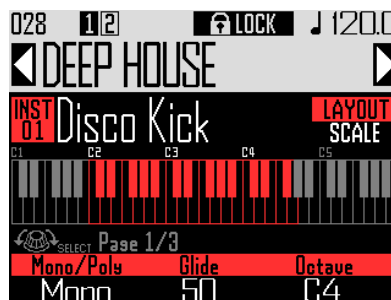 028 1 2 LOCK ♩ 120.0
DEEP HOUSE
INST 01 Disco Kick LAYOUT SCALE
C1 C2 C3 C4 C5
SELECT Page 1/3
Mono/Poly Glide Octave
Mono 50 C4